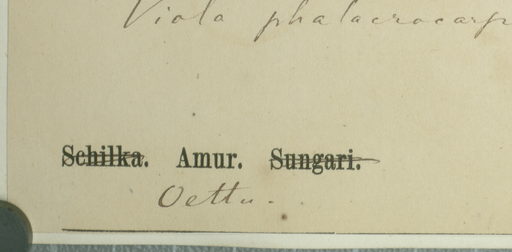 Viola phalacrocarp
Schilka. Amur. Sungari.
Oettu.